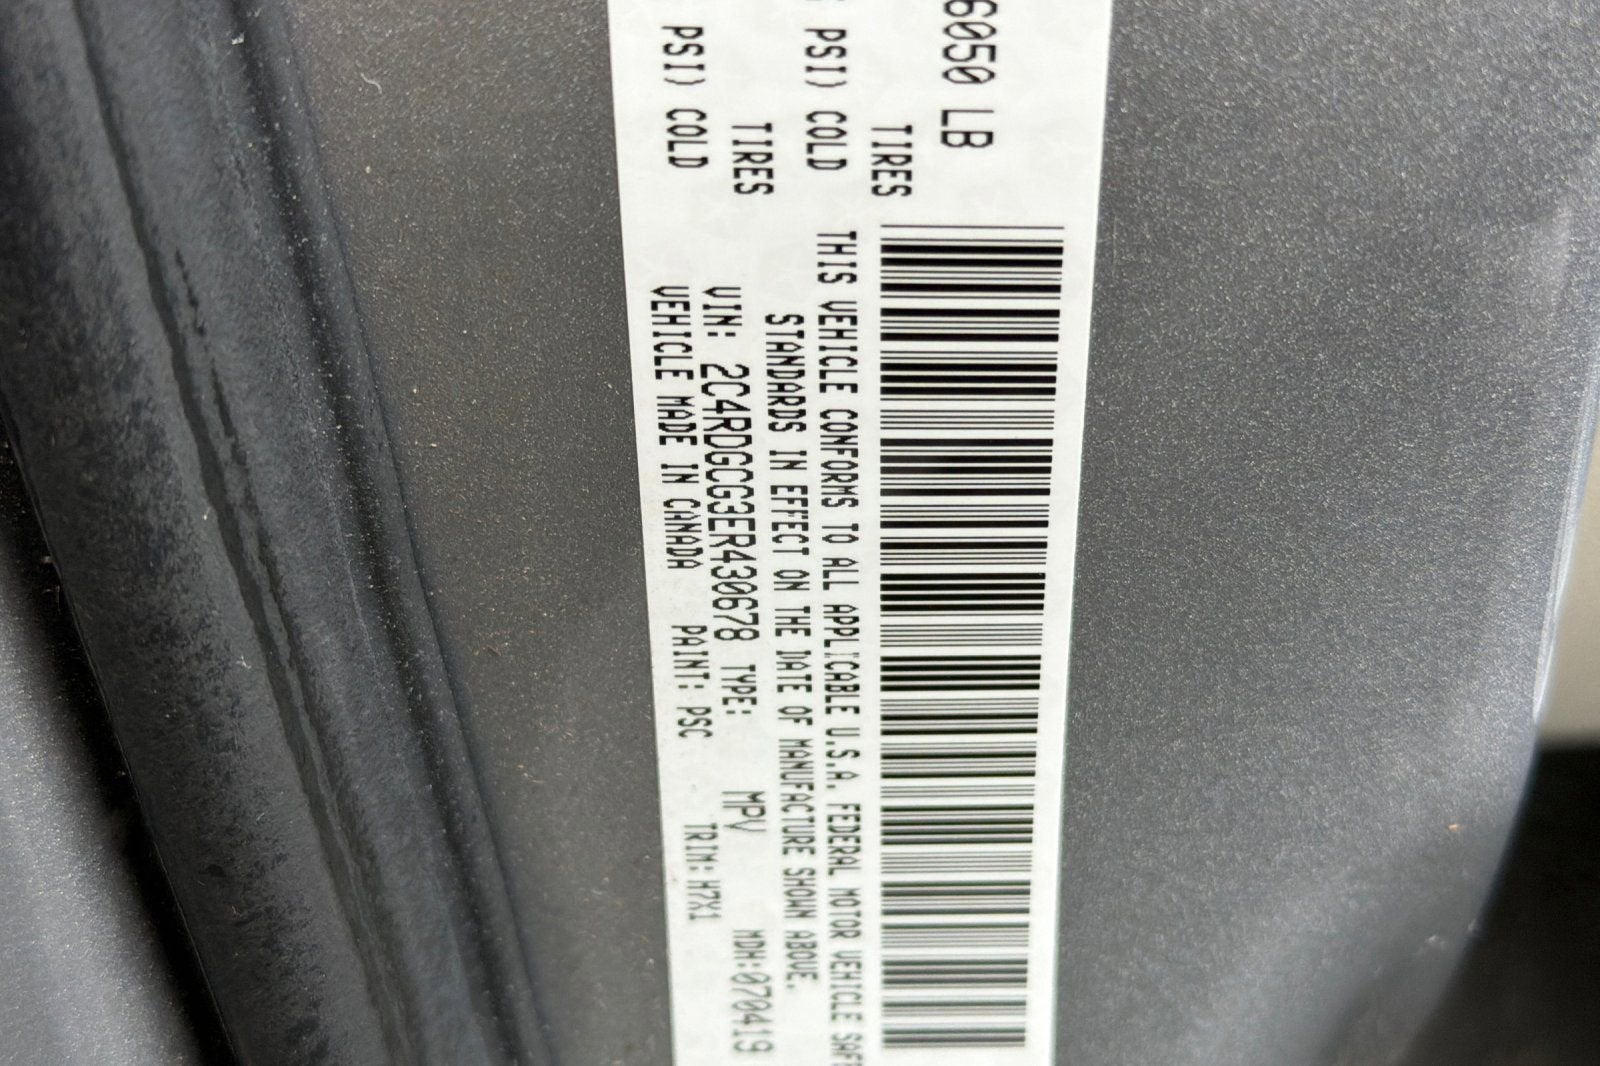 6050 LB
TIRES
PSI) COLD
TIRES
PSI) COLD
THIS VEHICLE CONFORMS TO ALL APPLICABLE U.S.A. FEDERAL MOTOR VEHICLE SAF
STANDARDS IN EFFECT ON THE DATE OF MANUFACTURE SHOWN ABOVE.
VIN: 2C4RDGCG3ER430678 TYPE: MPV MDH:070419
VEHICLE MADE IN CANADA PAINT: PSC TRIM: H7X1